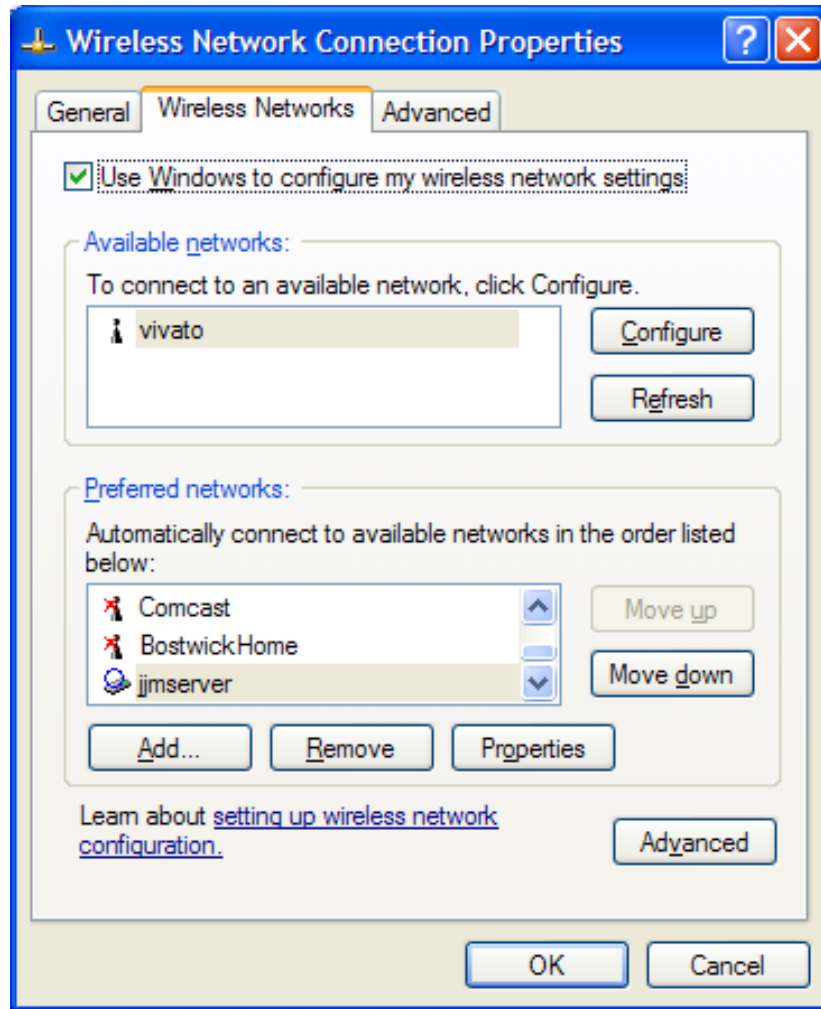 Wireless Network Connection Properties
General Wireless Networks Advanced
Use Windows to configure my wireless network settings
Available networks:
To connect to an available network, click Configure.
vivato
Configure
Refresh
Preferred networks:
Automatically connect to available networks in the order listed
below:
Comcast
BostwickHome
jjmserver
Move up
Move down
Add... Remove Properties
Learn about setting up wireless network
configuration.
Advanced
OK Cancel